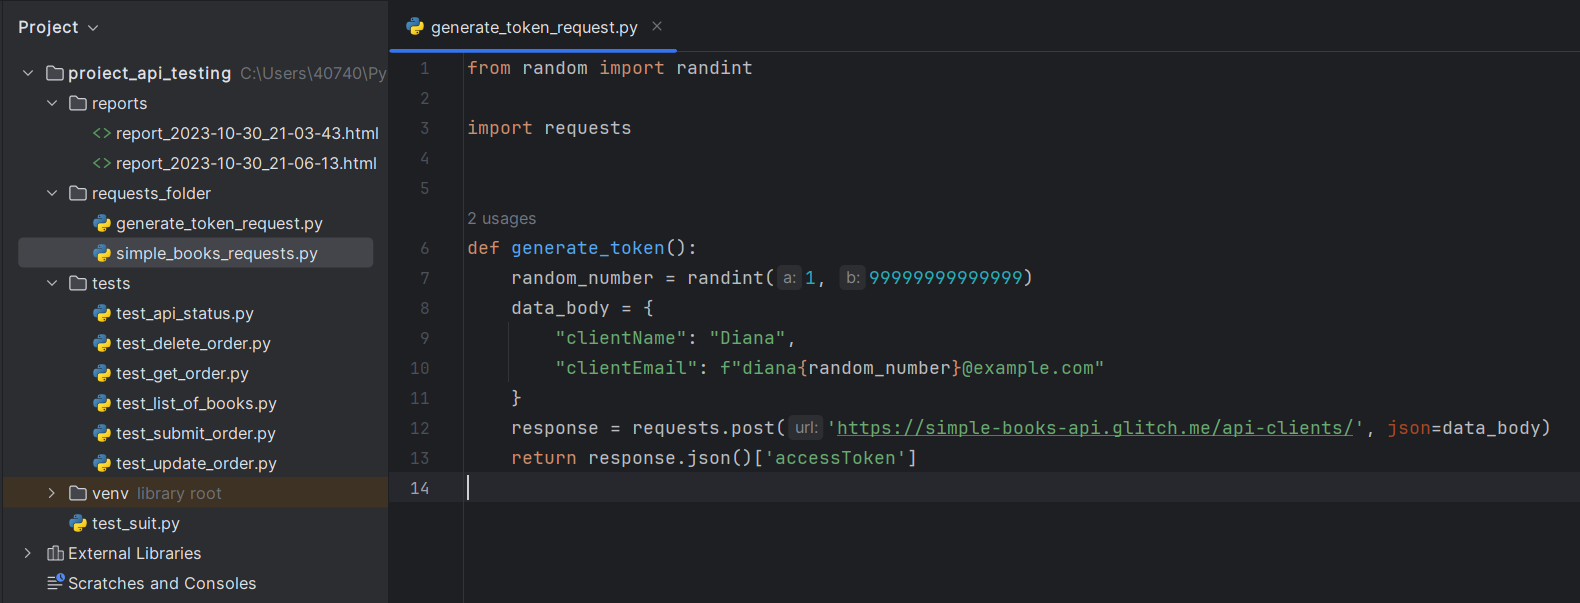 Project
proiect_api_testing C:\Users\40740\Py
reports
report_2023-10-30_21-03-43.html
report_2023-10-30_21-06-13.html
requests_folder
generate_token_request.py
simple_books_requests.py
tests
test_api_status.py
test_delete_order.py
test_get_order.py
test_list_of_books.py
test_submit_order.py
test_update_order.py
venv library root
test_suit.py
External Libraries
Scratches and Consoles
generate_token_request.py
1 from random import randint
2
3 import requests
4
5
2 usages
6 def generate_token():
7 random_number = randint( a: 1, b: 99999999999999)
8 data_body = {
9 "clientName": "Diana",
10 "clientEmail": f"diana{random_number}@example.com"
11 }
12 response = requests.post( url: 'https://simple-books-api.glitch.me/api-clients/', json=data_body)
13 return response.json()['accessToken']
14